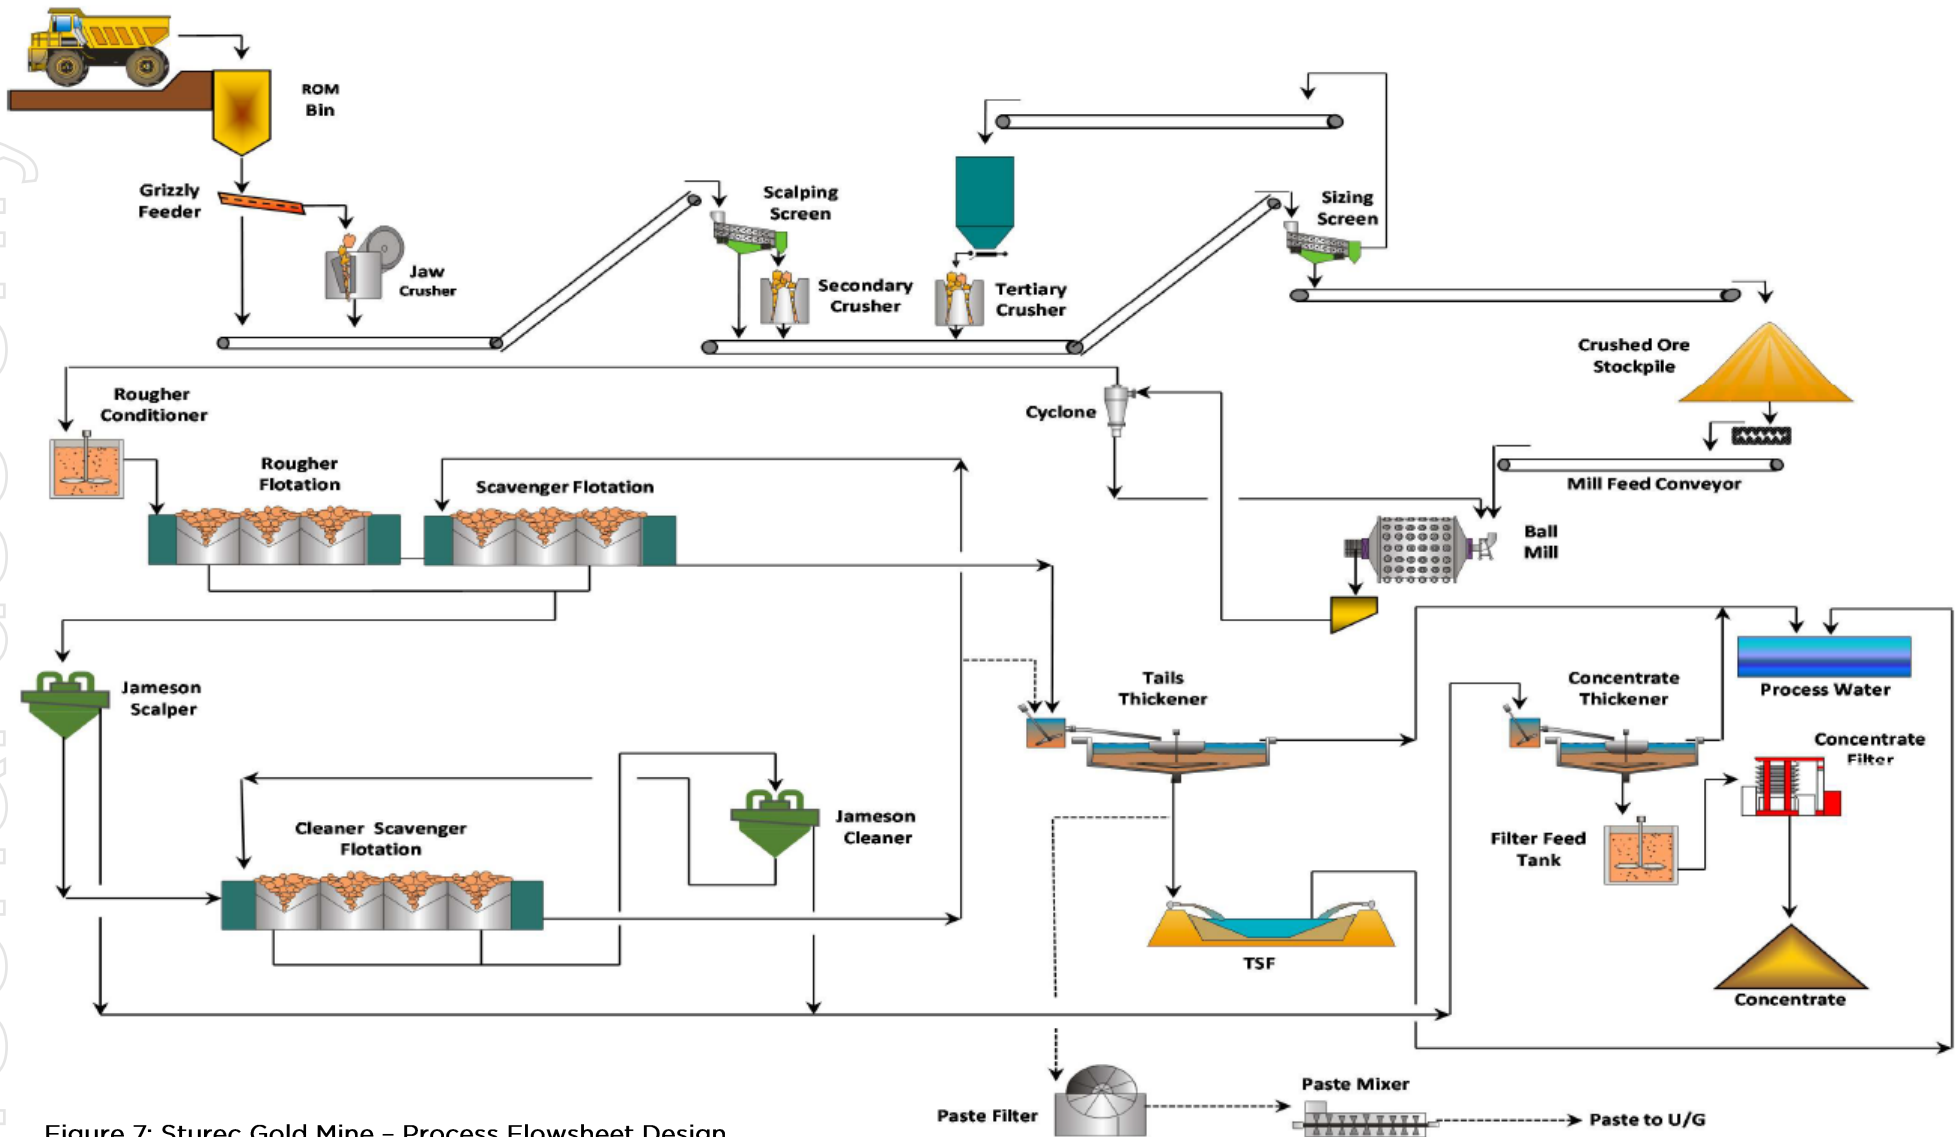 ROM
Bin
Grizzly
Feeder
Jaw
Crusher
Scalping
Screen
Secondary
Crusher
Tertiary
Crusher
Sizing
Screen
Crushed Ore
Stockpile
Mill Feed Conveyor
Cyclone
Ball
Mill
Rougher
Conditioner
Rougher
Flotation
Scavenger Flotation
Jameson
Scalper
Cleaner Scavenger
Flotation
Jameson
Cleaner
Tails
Thickener
Concentrate
Thickener
Process Water
Concentrate
Filter
Filter Feed
Tank
TSF
Concentrate
Paste Filter
Paste Mixer
Paste to U/G
Figure 7: Sturec Gold Mine – Process Flowsheet Design